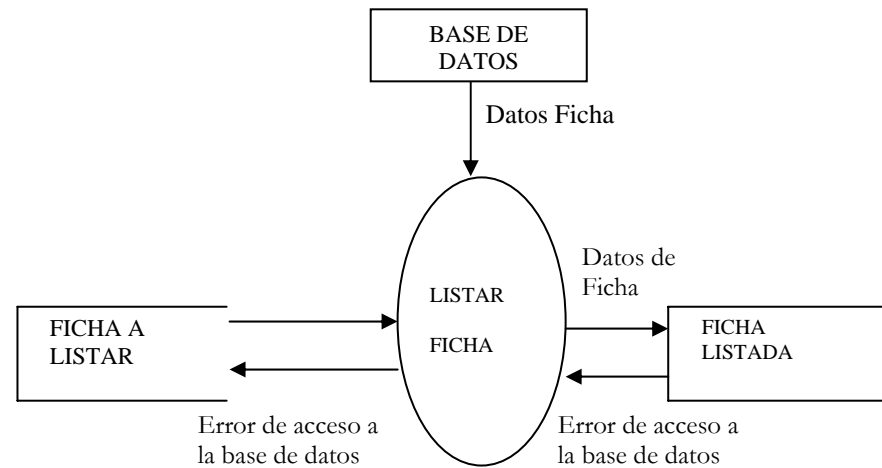 BASE DE
DATOS
Datos Ficha
Datos de
Ficha
LISTAR
FICHA
FICHA A
LISTAR
FICHA
LISTADA
Error de acceso a
la base de datos
Error de acceso a
la base de datos